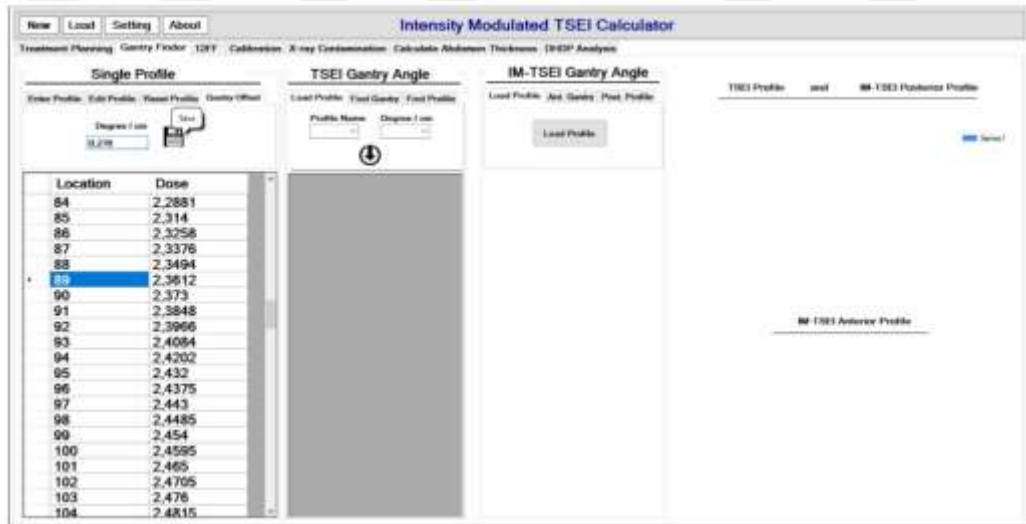 New Load Setting About
Intensity Modulated TSEI Calculator
Treatment Planning Gantry Finder 12FF Calibration X-ray Contamination Calculate Abdomen Thickness DHDP Analysis
Single Profile
Enter Profile Edit Profile Reset Profile Gantry Offset
Degree / cm
Save
Location Dose
84 2,2881
85 2,314
86 2,3258
87 2,3376
88 2,3494
89 2,3612
90 2,373
91 2,3848
92 2,3966
93 2,4084
94 2,4202
95 2,432
96 2,4375
97 2,443
98 2,4485
99 2,454
100 2,4595
101 2,465
102 2,4705
103 2,476
104 2,4815
TSEI Gantry Angle
Load Profile Foot Gantry Foot Profile
Profile Name Degree / cm
IM-TSEI Gantry Angle
Load Profile Ant. Gantry Post. Profile
Load Profile
TSEI Profile and IM-TSEI Posterior Profile
Series1
IM-TSEI Anterior Profile